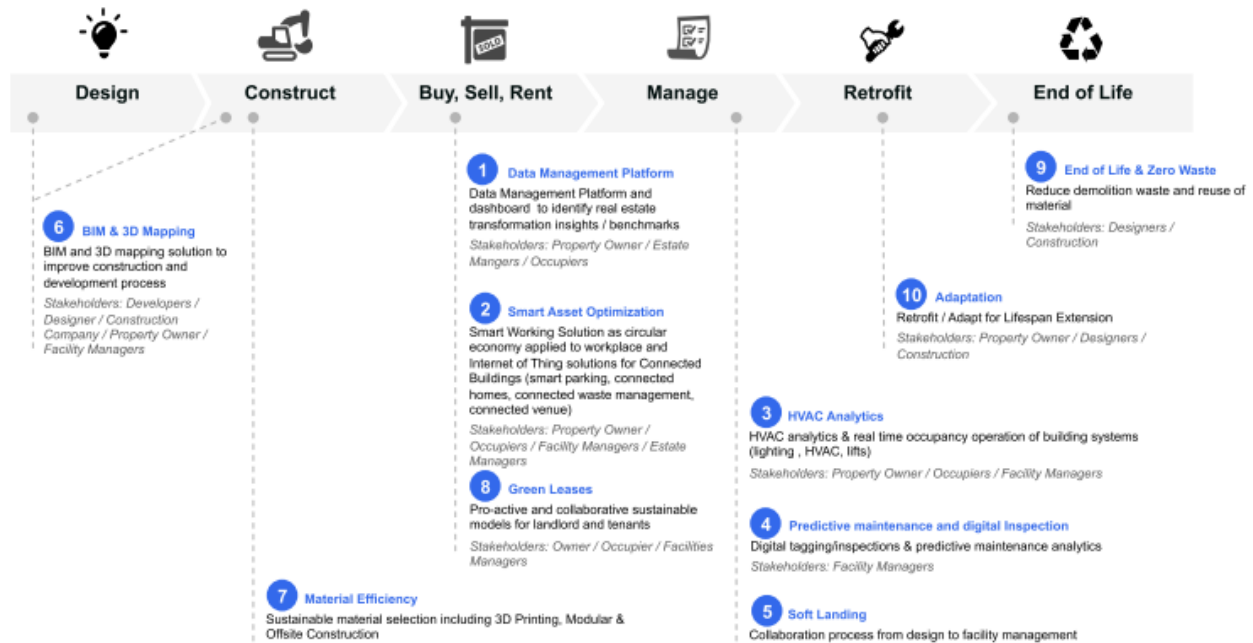 SOLD
Design
Construct
Buy, Sell, Rent
Manage
Retrofit
End of Life
6 BIM & 3D Mapping
BIM and 3D mapping solution to
improve construction and
development process
Stakeholders: Developers /
Designer / Construction
Company / Property Owner /
Facility Managers
1 Data Management Platform
Data Management Platform and
dashboard to identify real estate
transformation insights / benchmarks
Stakeholders: Property Owner / Estate
Mangers / Occupiers
2 Smart Asset Optimization
Smart Working Solution as circular
economy applied to workplace and
Internet of Thing solutions for Connected
Buildings (smart parking, connected
homes, connected waste management,
connected venue)
Stakeholders: Property Owner /
Occupiers / Facility Managers / Estate
Managers
8 Green Leases
Pro-active and collaborative sustainable
models for landlord and tenants
Stakeholders: Owner / Occupier / Facilities
Managers
7 Material Efficiency
Sustainable material selection including 3D Printing, Modular &
Offsite Construction
9 End of Life & Zero Waste
Reduce demolition waste and reuse of
material
Stakeholders: Designers /
Construction
10 Adaptation
Retrofit / Adapt for Lifespan Extension
Stakeholders: Property Owner / Designers /
Construction
3 HVAC Analytics
HVAC analytics & real time occupancy operation of building systems
(lighting , HVAC, lifts)
Stakeholders: Property Owner / Occupiers / Facility Managers
4 Predictive maintenance and digital Inspection
Digital tagging/inspections & predictive maintenance analytics
Stakeholders: Facility Managers
5 Soft Landing
Collaboration process from design to facility management